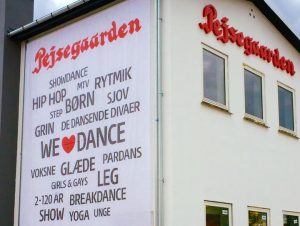 Pejsegaarden
SHOWDANCE
HIP HOP MTV RYTMIK
STEP BØRN SJOV
GRIN DE DANSENDE DIVAER
WE ❤ DANCE
VOKSNE GLÆDE PARDANS
GIRLS & GAYS LEG
2-120 ÅR BREAKDANCE
SHOW YOGA UNGE
Pejsegaarden